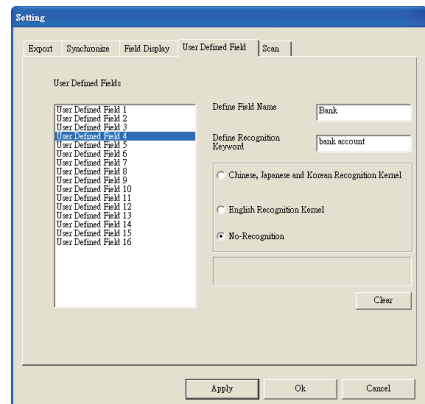 Setting
Export Synchronize Field Display User Defined Field Scan
User Defined Fields
User Defined Field 1
User Defined Field 2
User Defined Field 3
User Defined Field 4
User Defined Field 5
User Defined Field 6
User Defined Field 7
User Defined Field 8
User Defined Field 9
User Defined Field 10
User Defined Field 11
User Defined Field 12
User Defined Field 13
User Defined Field 14
User Defined Field 15
User Defined Field 16
Define Field Name Bank
Define Recognition
Keyword bank account
Chinese, Japanese and Korean Recognition Kernel
English Recognition Kernel
No-Recognition
Clear
Apply Ok Cancel